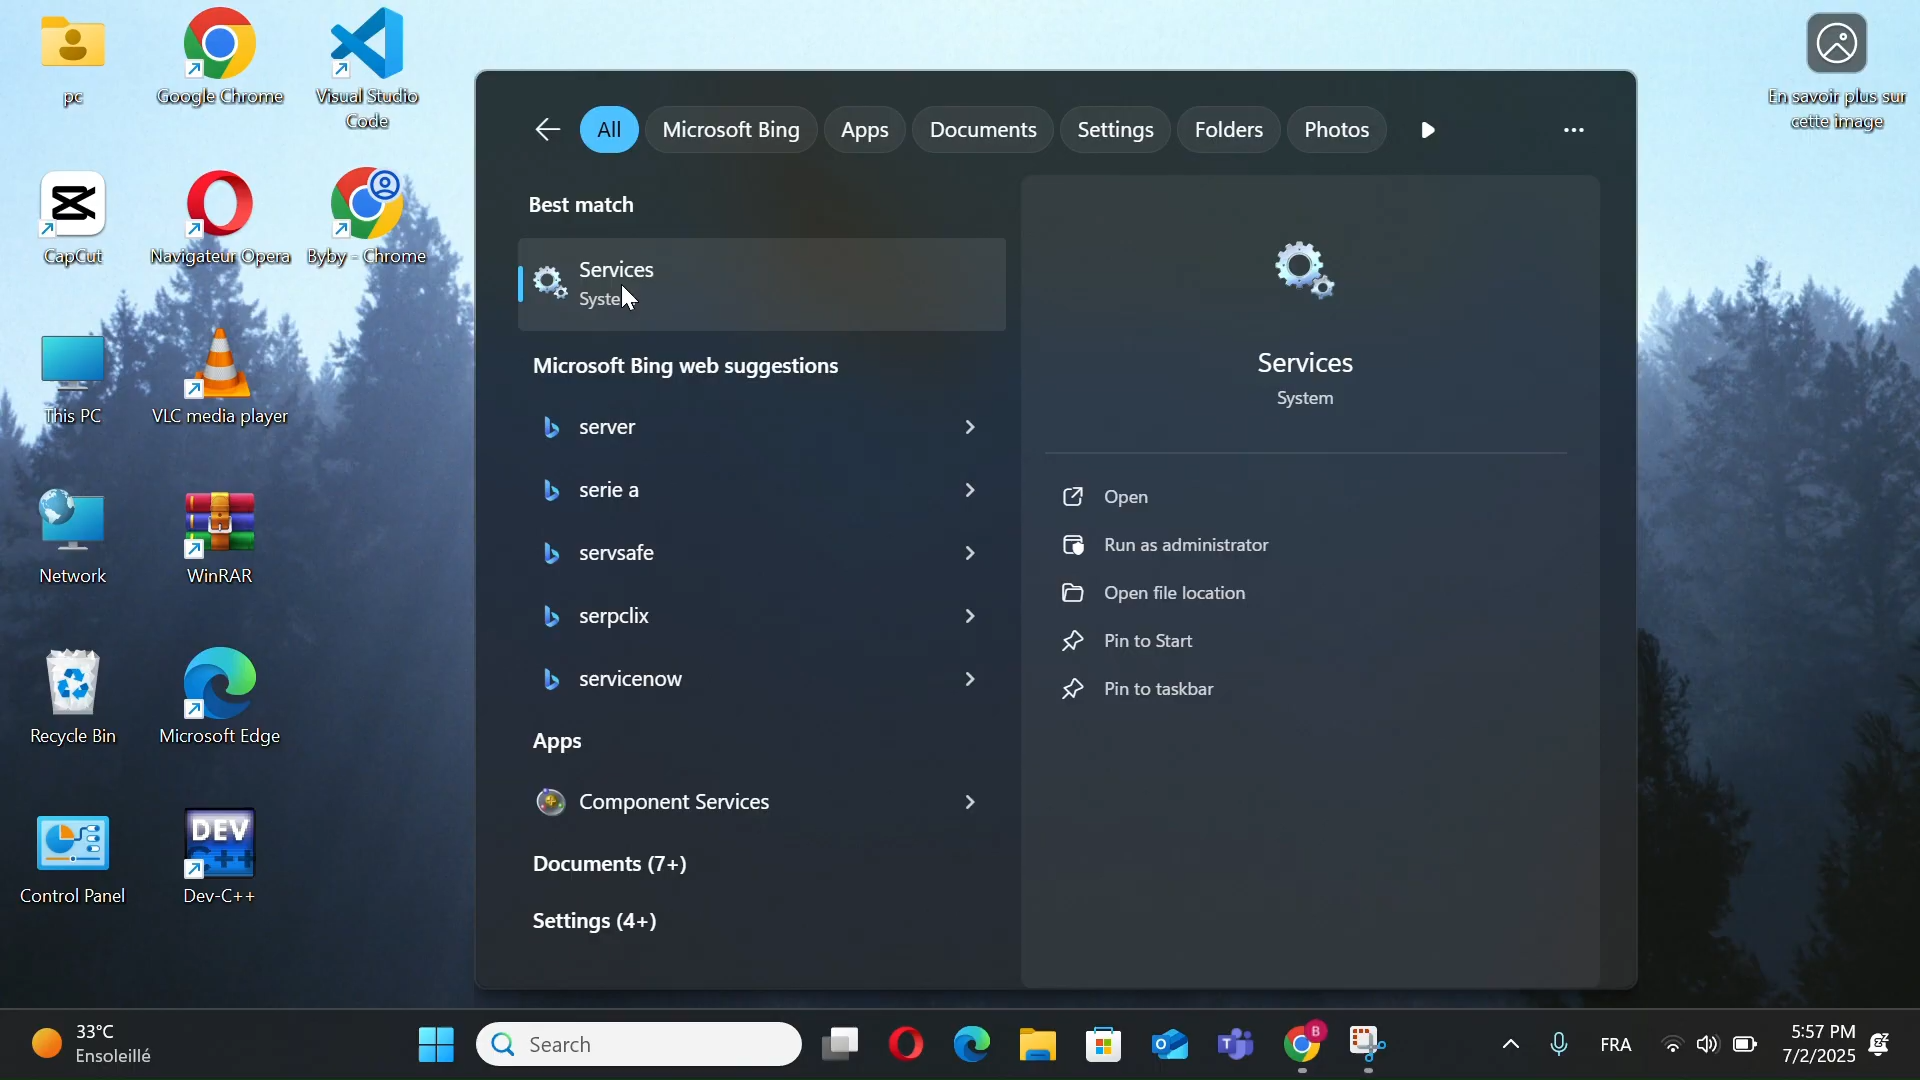 pc
Google Chrome
Visual Studio
Code
CapCut
Navigateur Opera
Byby - Chrome
This PC
VLC media player
Network
WinRAR
Recycle Bin
Microsoft Edge
DEV
C++
Control Panel
Dev-C++
En savoir plus sur
cette image
All
Microsoft Bing
Apps
Documents
Settings
Folders
Photos
Best match
Services
System
Microsoft Bing web suggestions
server
serie a
servsafe
serpclix
servicenow
Apps
Component Services
Documents (7+)
Settings (4+)
Services
System
Open
Run as administrator
Open file location
Pin to Start
Pin to taskbar
33°C
Ensoleillé
Search
B
FRA
5:57 PM
7/2/2025